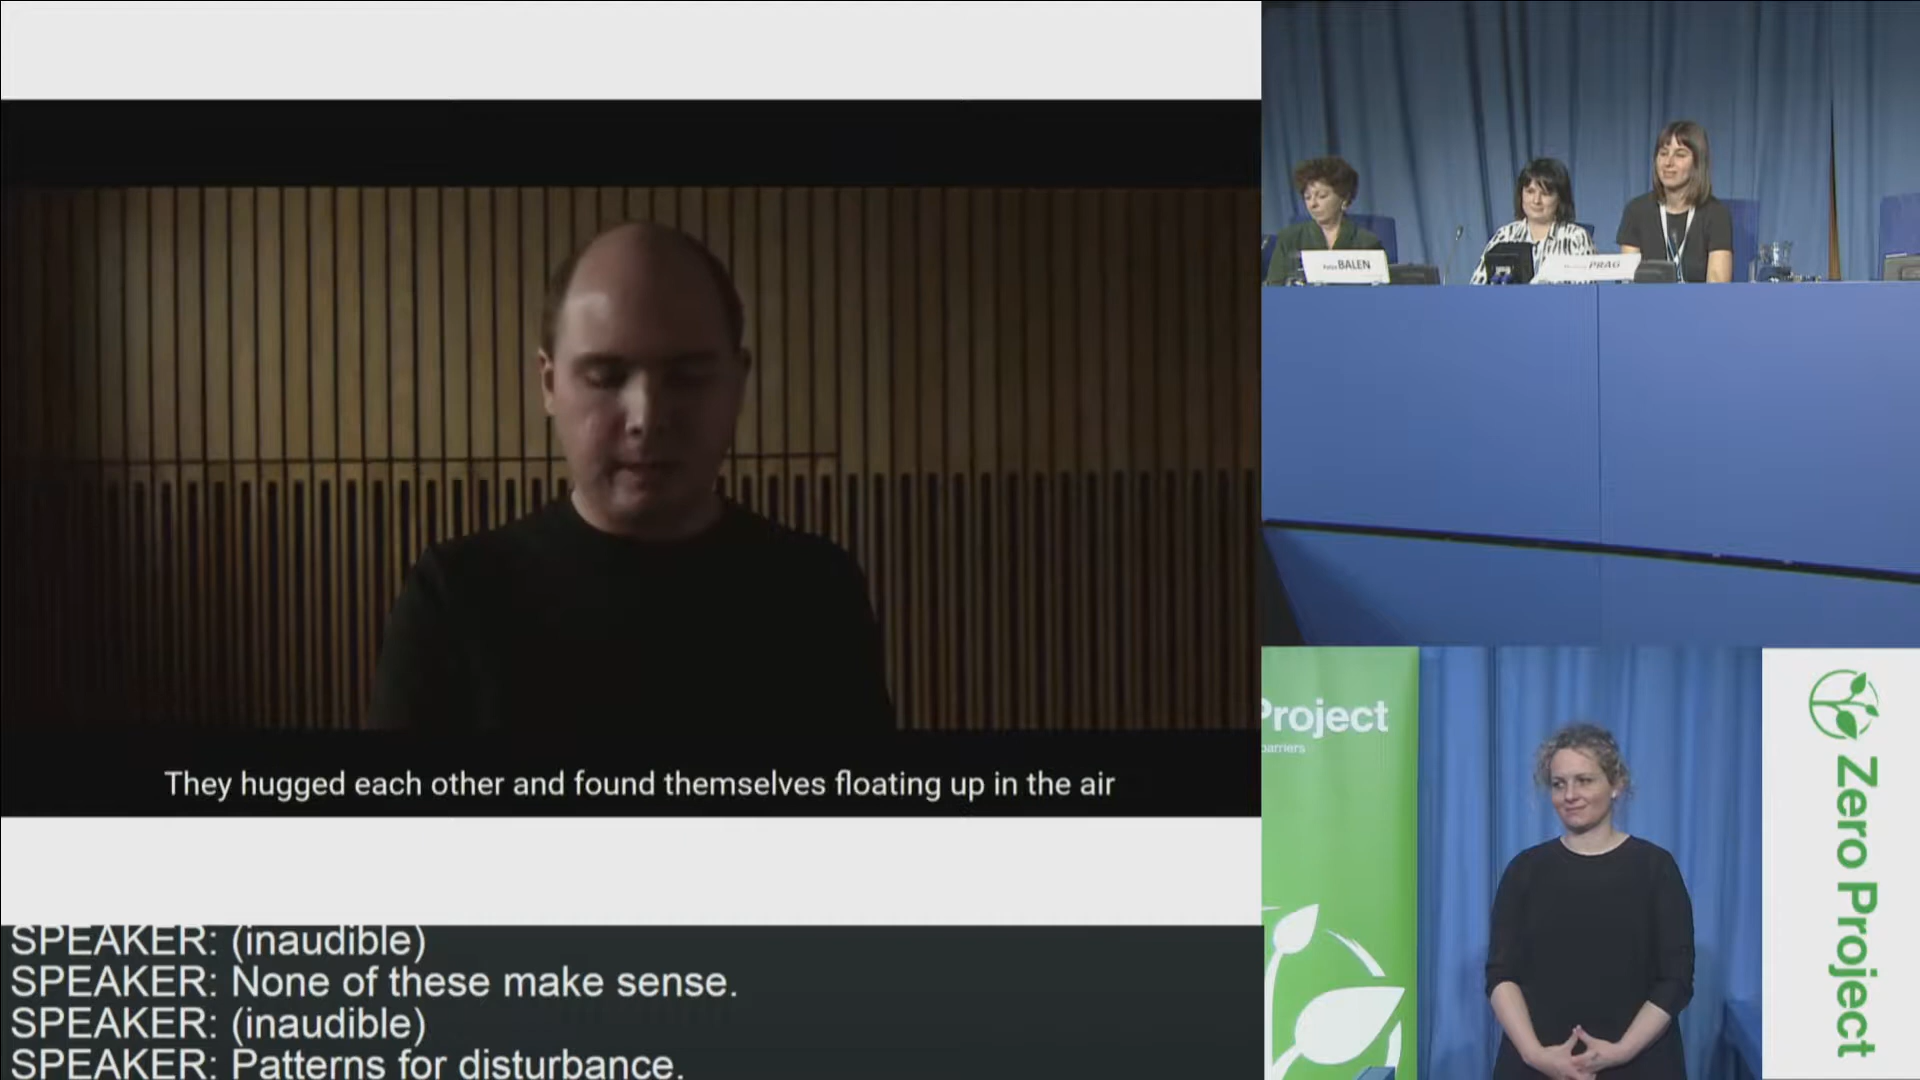 They hugged each other and found themselves floating up in the air
SPEAKER: (inaudible)
SPEAKER: None of these make sense.
SPEAKER: (inaudible)
SPEAKER: Patterns for disturbance.
BALEN
PRAG
Project
barriers
Zero Project